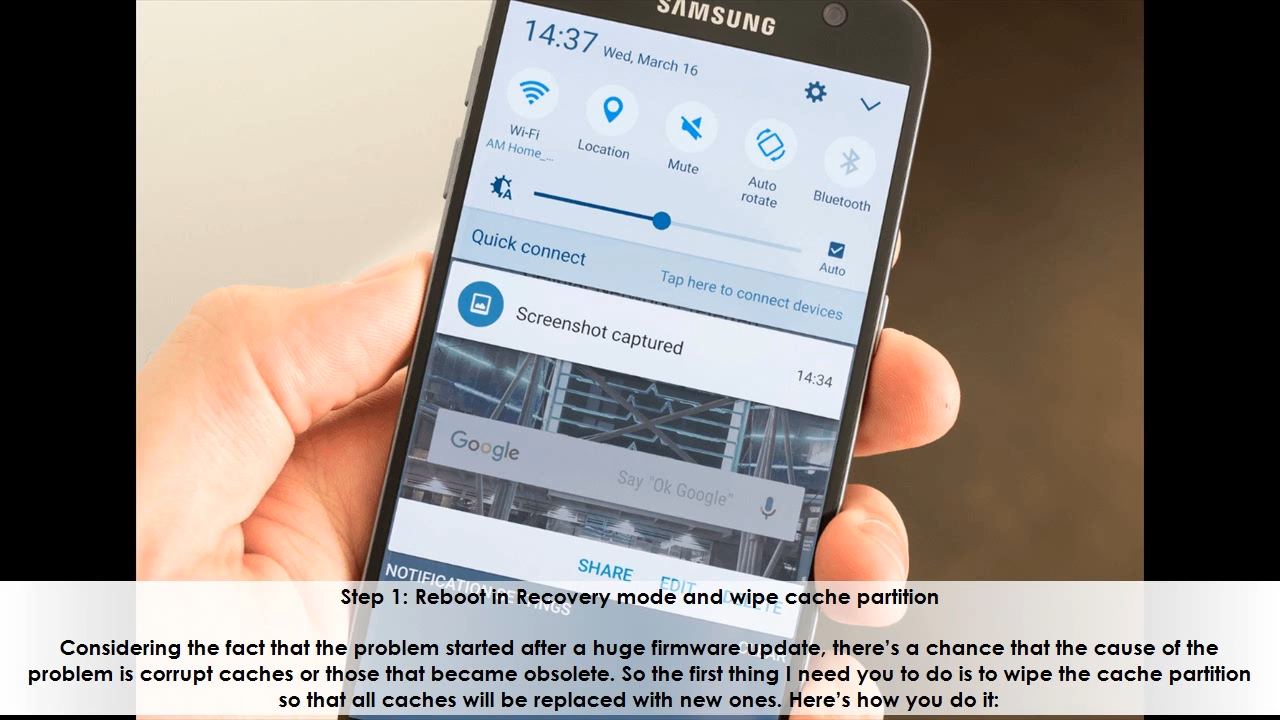 SAMSUNG
14:37 Wed, March 16
Wi-Fi
AM Home_...
Location
Mute
Auto
rotate
Bluetooth
A
Auto
Quick connect
Tap here to connect devices
Screenshot captured
14:34
Google
Say "Ok Google"
SHARE EDIT DELETE
NOTIFICATION SETTINGS
Step 1: Reboot in Recovery mode and wipe cache partition
Considering the fact that the problem started after a huge firmware update, there's a chance that the cause of the
problem is corrupt caches or those that became obsolete. So the first thing I need you to do is to wipe the cache partition
so that all caches will be replaced with new ones. Here's how you do it: